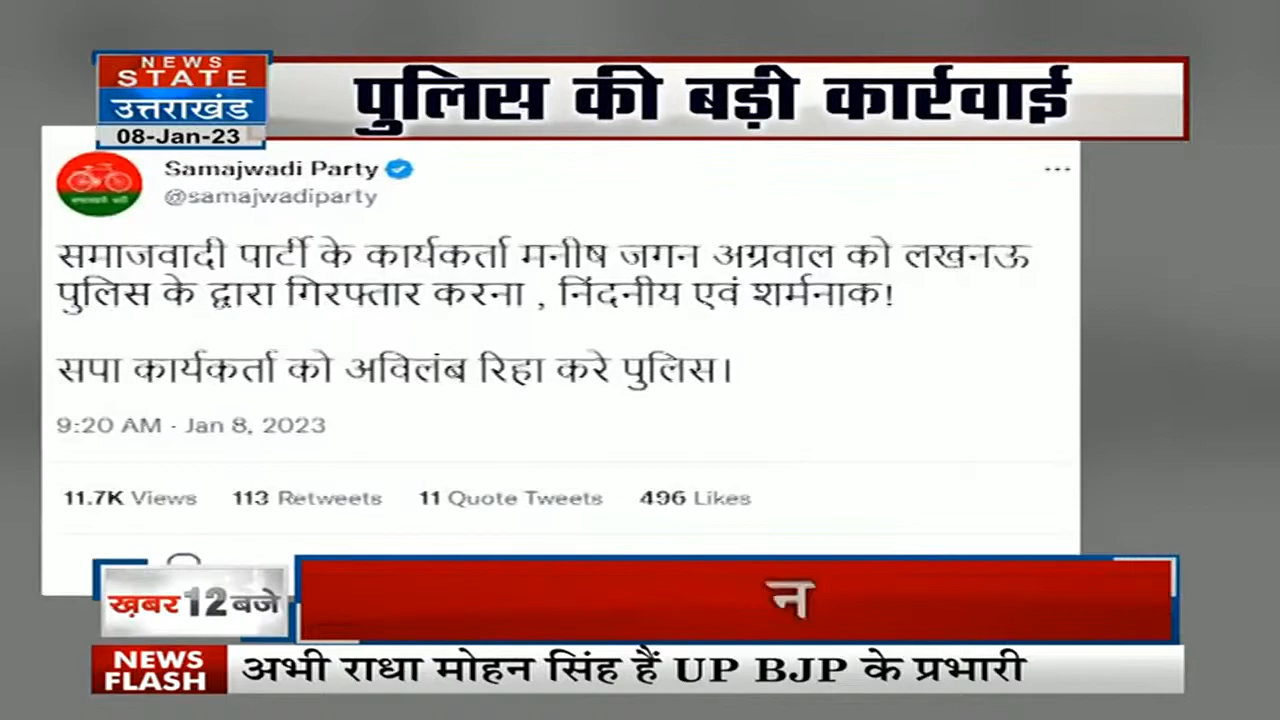 NEWS
STATE
उत्तराखंड
08-Jan-23
पुलिस की बड़ी कार्रवाई
Samajwadi Party
@samajwadiparty
समाजवादी पार्टी के कार्यकर्ता मनीष जगन अग्रवाल को लखनऊ
पुलिस के द्वारा गिरफ्तार करना , निंदनीय एवं शर्मनाक!
सपा कार्यकर्ता को अविलंब रिहा करे पुलिस।
9:20 AM · Jan 8, 2023
11.7K Views 113 Retweets 11 Quote Tweets 496 Likes
ख़बर 12 बजे
न
NEWS
FLASH
अभी राधा मोहन सिंह हैं UP BJP के प्रभारी